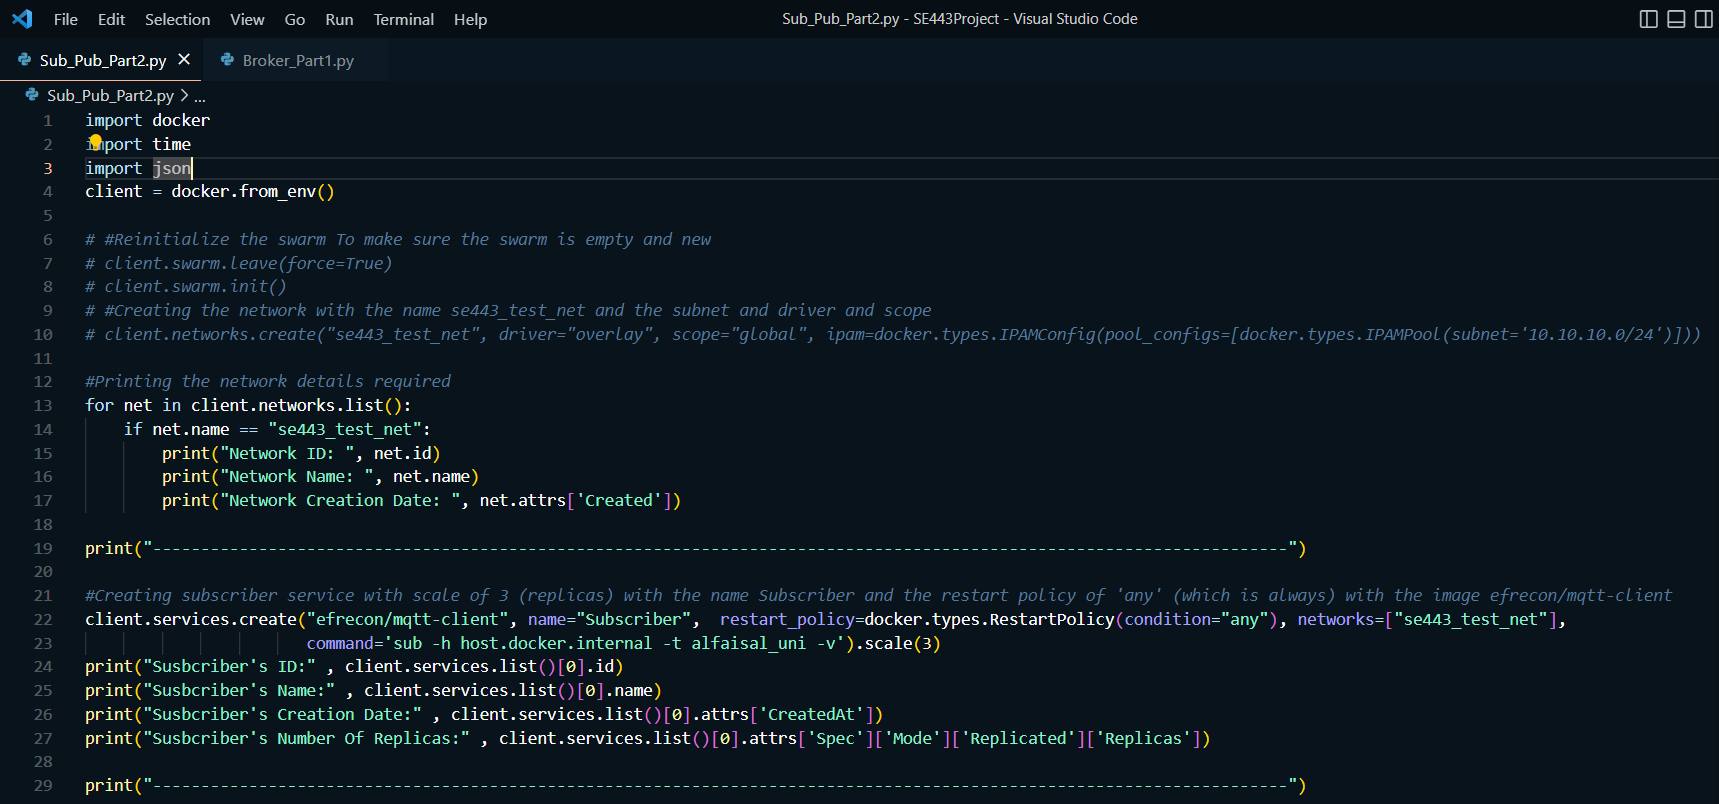 File Edit Selection View Go Run Terminal Help Sub_Pub_Part2.py - SE443Project - Visual Studio Code
Sub_Pub_Part2.py Broker_Part1.py
Sub_Pub_Part2.py > ...
1 import docker
2 import time
3 import json
4 client = docker.from_env()
5
6 # #Reinitialize the swarm To make sure the swarm is empty and new
7 # client.swarm.leave(force=True)
8 # client.swarm.init()
9 # #Creating the network with the name se443_test_net and the subnet and driver and scope
10 # client.networks.create("se443_test_net", driver="overlay", scope="global", ipam=docker.types.IPAMConfig(pool_configs=[docker.types.IPAMPool(subnet='10.10.10.0/24')]))
11
12 #Printing the network details required
13 for net in client.networks.list():
14     if net.name == "se443_test_net":
15         print("Network ID: ", net.id)
16         print("Network Name: ", net.name)
17         print("Network Creation Date: ", net.attrs['Created'])
18
19 print("----------------------------------------------------------------------------------------------------------------------")
20
21 #Creating subscriber service with scale of 3 (replicas) with the name Subscriber and the restart policy of 'any' (which is always) with the image efrecon/mqtt-client
22 client.services.create("efrecon/mqtt-client", name="Subscriber",  restart_policy=docker.types.RestartPolicy(condition="any"), networks=["se443_test_net"],
23                        command='sub -h host.docker.internal -t alfaisal_uni -v').scale(3)
24 print("Susbcriber's ID:" , client.services.list()[0].id)
25 print("Susbcriber's Name:" , client.services.list()[0].name)
26 print("Susbcriber's Creation Date:" , client.services.list()[0].attrs['CreatedAt'])
27 print("Susbcriber's Number Of Replicas:" , client.services.list()[0].attrs['Spec']['Mode']['Replicated']['Replicas'])
28
29 print("----------------------------------------------------------------------------------------------------------------------")